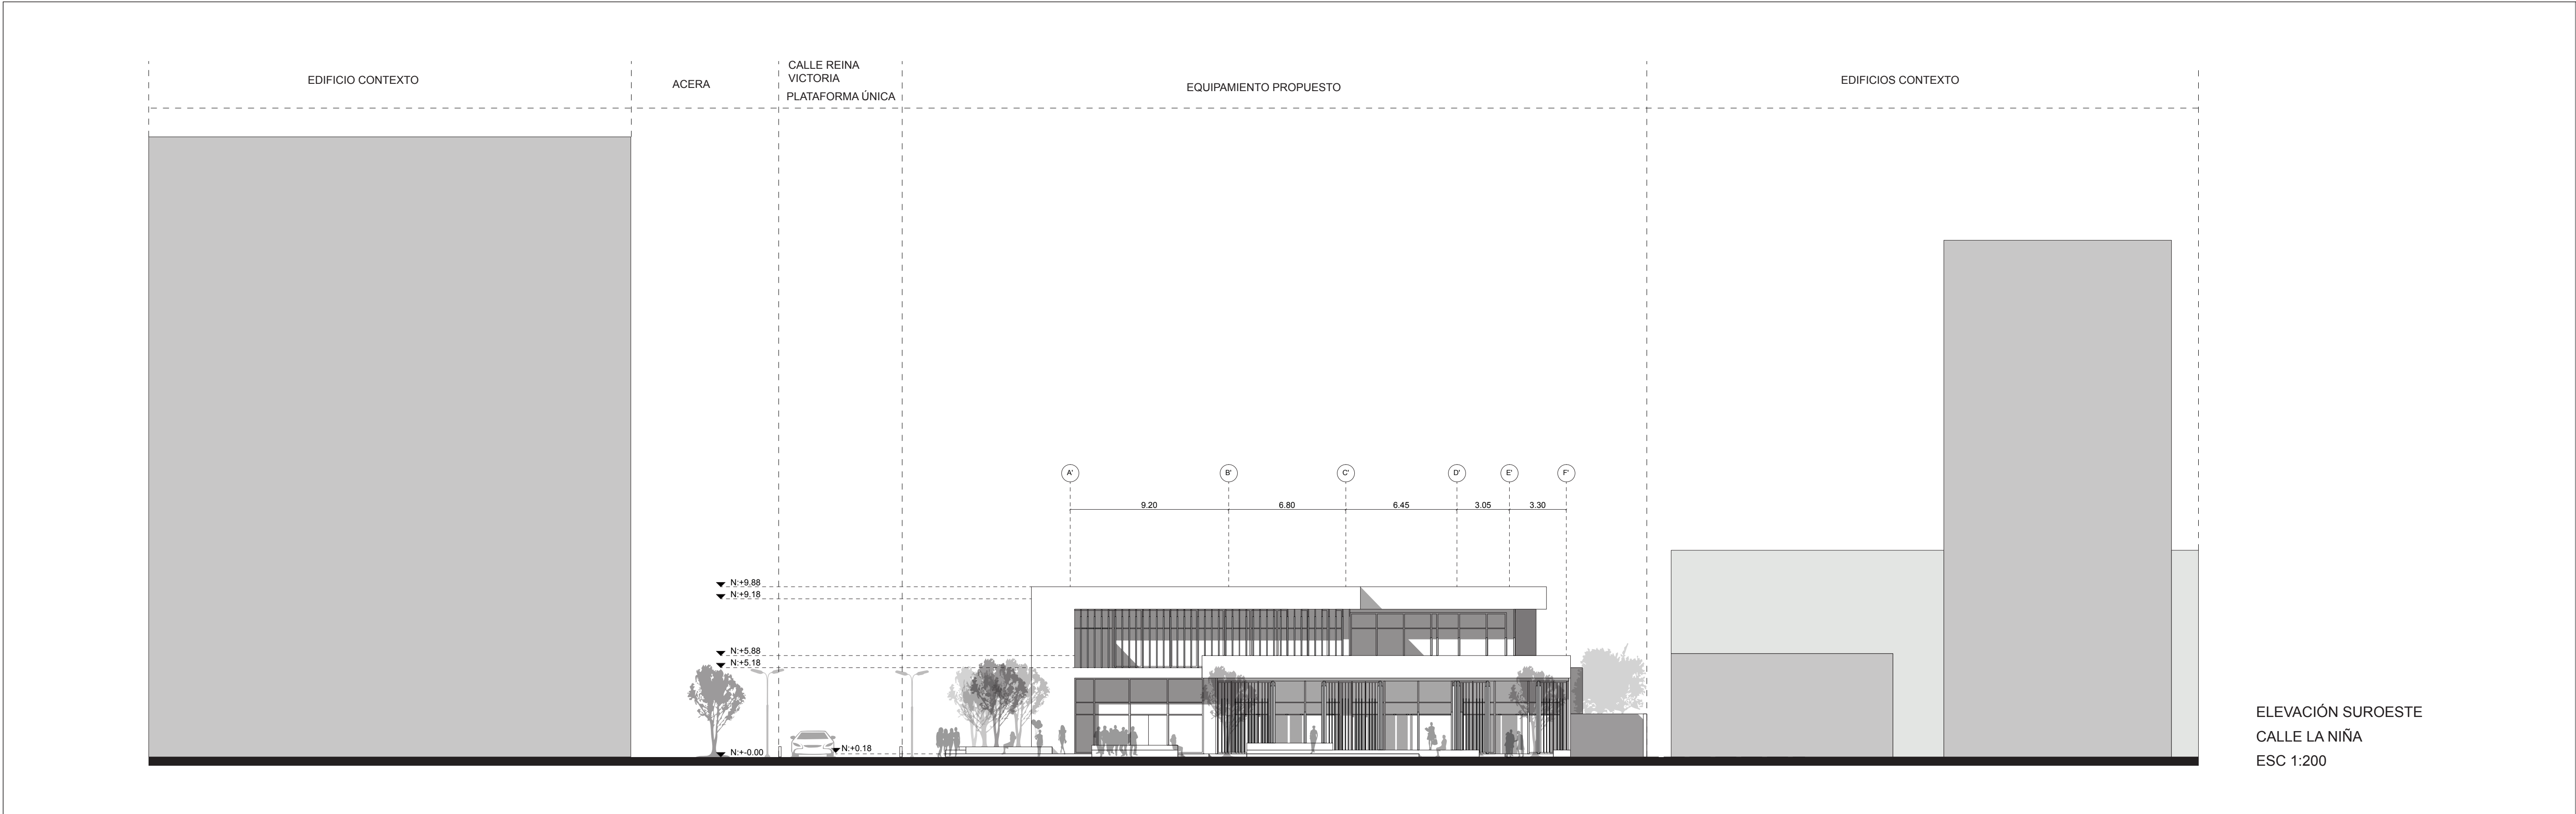 EDIFICIO CONTEXTO
ACERA
CALLE REINA
VICTORIA
PLATAFORMA ÚNICA
EQUIPAMIENTO PROPUESTO
EDIFICIOS CONTEXTO
A' B' C' D' E' F'
9.20 6.80 6.45 3.05 3.30
N:+9.88
N:+9.18
N:+5.88
N:+5.18
N:+0.18
N:+-0.00
ELEVACIÓN SUROESTE
CALLE LA NIÑA
ESC 1:200